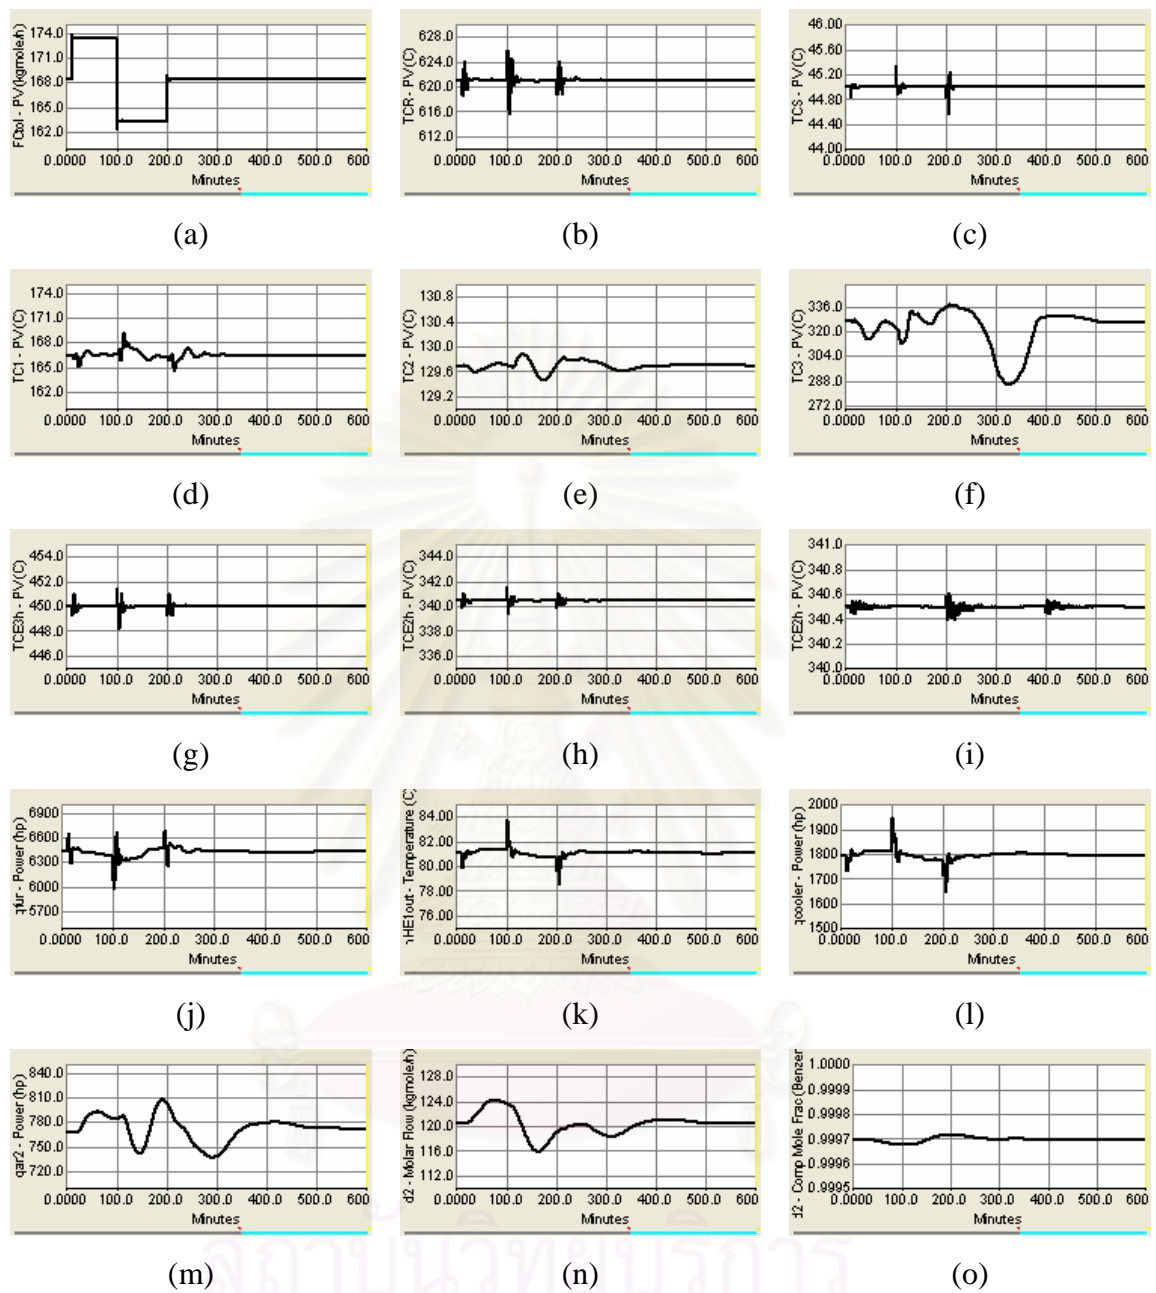 FCtol - PV(kgmole/h)
174.0
171.0
168.0
165.0
162.0
0.0000 100.0 200.0 300.0 400.0 500.0 600
Minutes
(a)
TCR - PV(C)
628.0
624.0
620.0
616.0
612.0
0.0000 100.0 200.0 300.0 400.0 500.0 600
Minutes
(b)
TCS - PV(C)
46.00
45.60
45.20
44.80
44.40
44.00
0.0000 100.0 200.0 300.0 400.0 500.0 600
Minutes
(c)
TC1 - PV(C)
174.0
171.0
168.0
165.0
162.0
0.0000 100.0 200.0 300.0 400.0 500.0 600
Minutes
(d)
TC2 - PV(C)
130.8
130.4
130.0
129.6
129.2
0.0000 100.0 200.0 300.0 400.0 500.0 600
Minutes
(e)
TC3 - PV(C)
336.0
320.0
304.0
288.0
272.0
0.0000 100.0 200.0 300.0 400.0 500.0 600
Minutes
(f)
TCE3h - PV(C)
454.0
452.0
450.0
448.0
446.0
0.0000 100.0 200.0 300.0 400.0 500.0 600
Minutes
(g)
TCE2h - PV(C)
344.0
342.0
340.0
338.0
336.0
0.0000 100.0 200.0 300.0 400.0 500.0 600
Minutes
(h)
TCE2h - PV(C)
341.0
340.8
340.6
340.4
340.2
340.0
0.0000 100.0 200.0 300.0 400.0 500.0 600
Minutes
(i)
qfur - Power (hp)
6900
6600
6300
6000
5700
0.0000 100.0 200.0 300.0 400.0 500.0 600
Minutes
(j)
hHE1out - Temperature (C)
84.00
82.00
80.00
78.00
76.00
0.0000 100.0 200.0 300.0 400.0 500.0 600
Minutes
(k)
qcooler - Power (hp)
2000
1900
1800
1700
1600
1500
0.0000 100.0 200.0 300.0 400.0 500.0 600
Minutes
(l)
qar2 - Power (hp)
840.0
810.0
780.0
750.0
720.0
0.0000 100.0 200.0 300.0 400.0 500.0 600
Minutes
(m)
d2 - Molar Flow (kgmole/h)
128.0
124.0
120.0
116.0
112.0
0.0000 100.0 200.0 300.0 400.0 500.0 600
Minutes
(n)
d2 - Comp Mole Frac (Benzer
1.0000
0.9999
0.9998
0.9997
0.9996
0.9995
0.0000 100.0 200.0 300.0 400.0 500.0 600
Minutes
(o)
สถาบันวิทยบริการ